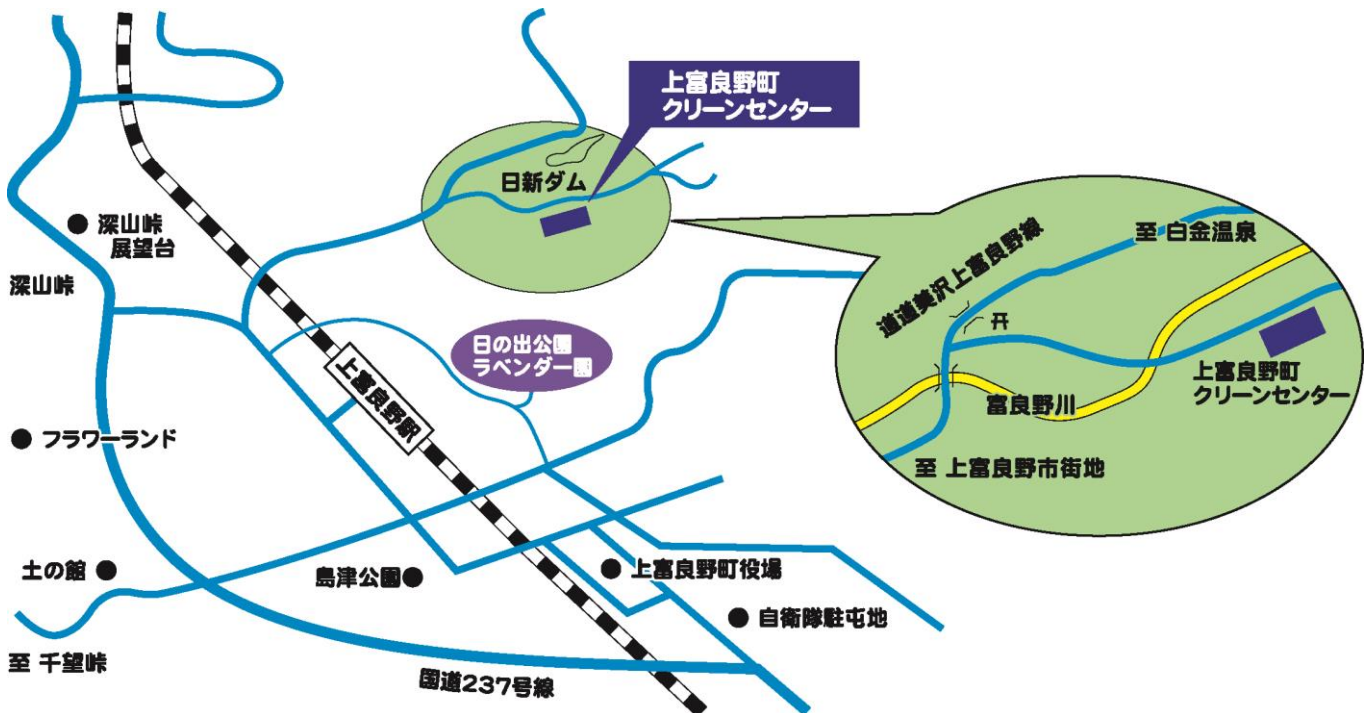 上富良野町
クリーンセンター
日新ダム
深山峠
展望台
深山峠
日の出公園
ラベンダー園
上富良野駅
フラワーランド
土の館
島津公園
上富良野町役場
自衛隊駐屯地
至 千望峠
国道237号線
至 白金温泉
道道美沢上富良野線
上富良野町
クリーンセンター
富良野川
至 上富良野市街地